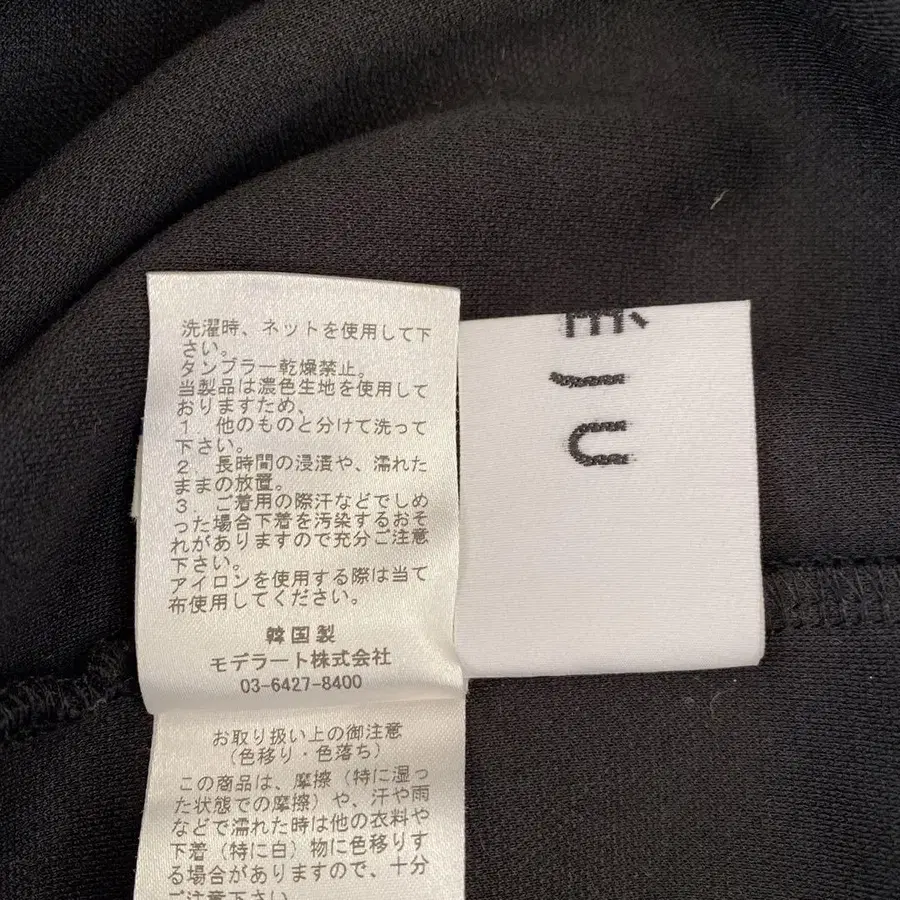 洗濯時、ネットを使用して下
さい。
タンブラー乾燥禁止。
当製品は濃色生地を使用して
おりますため、
1．他のものと分けて洗って
下さい。
2．長時間の浸漬や、濡れた
ままの放置。
3．ご着用の際汗などでしめ
った場合下着を汚染するおそ
れがありますので充分ご注意
下さい。
アイロンを使用する際は当て
布使用してください。
韓国製
モデラート株式会社
03-6427-8400
お取り扱い上の御注意
（色移り・色落ち）
この商品は、摩擦（特に湿っ
た状態での摩擦）や、汗や雨
などで濡れた時は他の衣料や
下着（特に白）物に色移りす
る場合がありますので、十分
ご注意下さい。